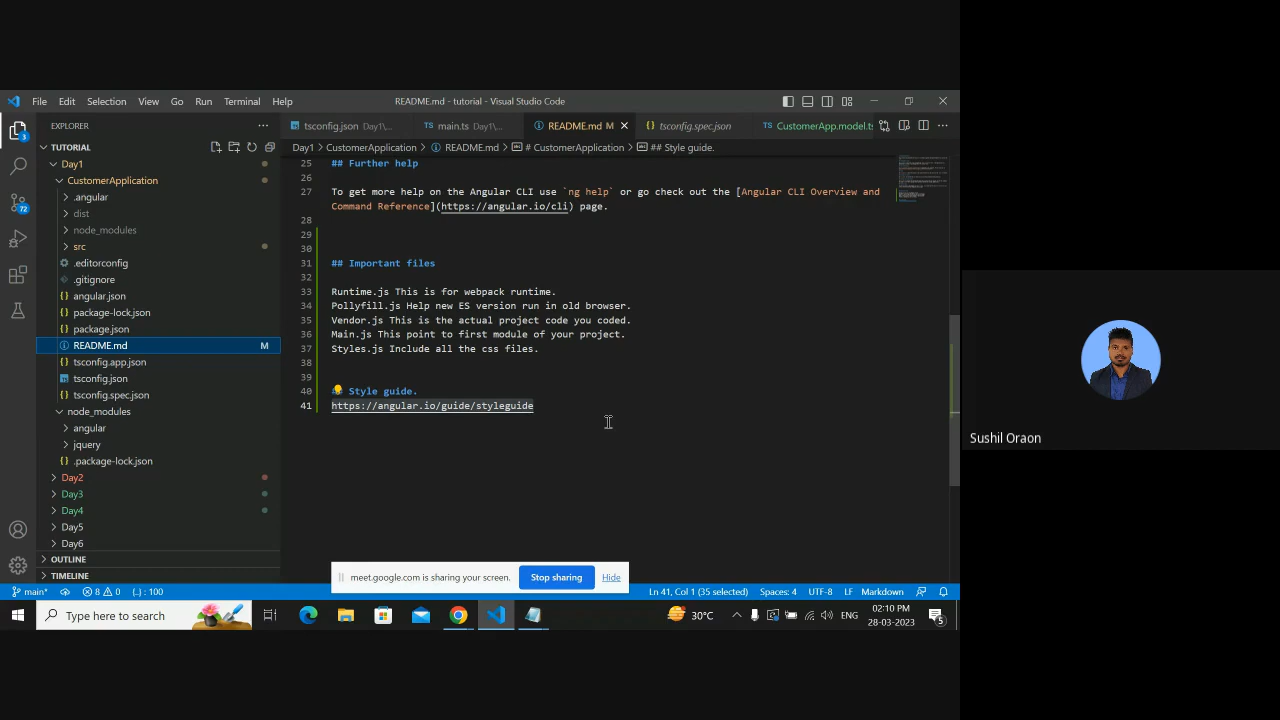 File Edit Selection View Go Run Terminal Help
README.md - tutorial - Visual Studio Code
EXPLORER
tsconfig.json Day1\...
main.ts Day1\...
README.md M
tsconfig.spec.json
CustomerApp.model.ts
TUTORIAL
Day1 > CustomerApplication > README.md > # CustomerApplication > ## Style guide.
Day1
CustomerApplication
.angular
dist
node_modules
src
.editorconfig
.gitignore
angular.json
package-lock.json
package.json
README.md M
tsconfig.app.json
tsconfig.json
tsconfig.spec.json
node_modules
angular
jquery
.package-lock.json
Day2
Day3
Day4
Day5
Day6
OUTLINE
TIMELINE
25 ## Further help
26
27 To get more help on the Angular CLI use `ng help` or go check out the [Angular CLI Overview and
Command Reference](https://angular.io/cli) page.
28
29
30
31 ## Important files
32
33 Runtime.js This is for webpack runtime.
34 Pollyfill.js Help new ES version run in old browser.
35 Vendor.js This is the actual project code you coded.
36 Main.js This point to first module of your project.
37 Styles.js Include all the css files.
38
39
40 Style guide.
41 https://angular.io/guide/styleguide
meet.google.com is sharing your screen. Stop sharing Hide
main* 8 0 {..} : 100 Ln 41, Col 1 (35 selected) Spaces: 4 UTF-8 LF Markdown
3
72
Type here to search
30°C
ENG
02:10 PM
28-03-2023
5
Sushil Oraon